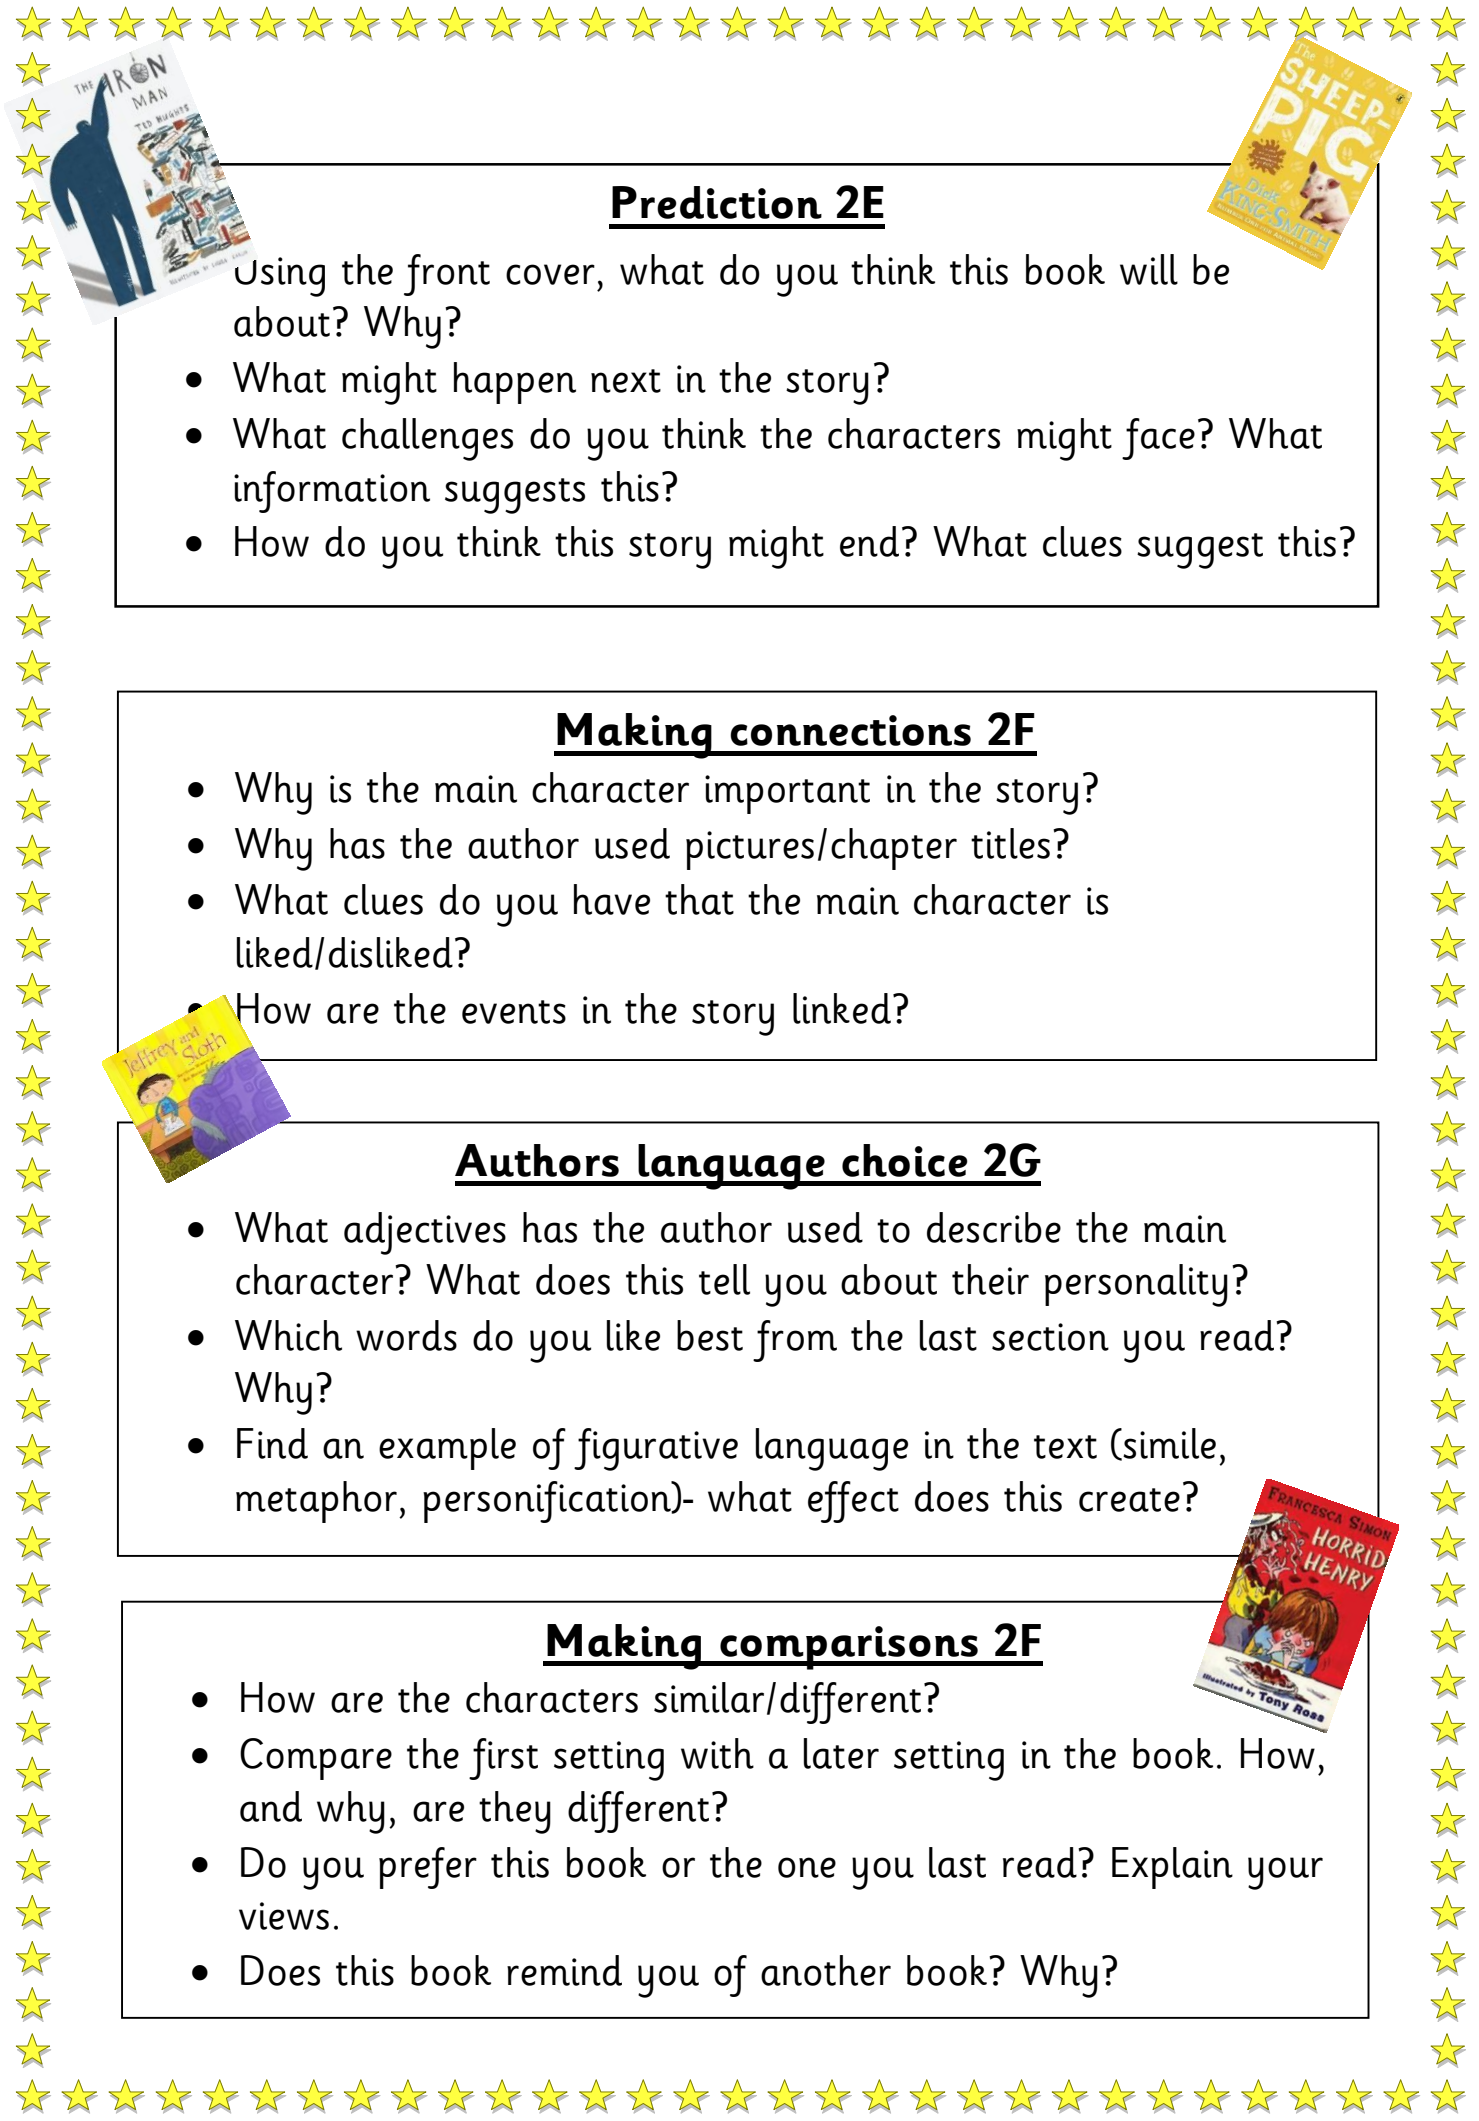 THE IRON
MAN
TED HUGHES
The
SHEEP-
PIG
DICK
KING-SMITH
Prediction 2E
Using the front cover, what do you think this book will be
about? Why?
• What might happen next in the story?
• What challenges do you think the characters might face? What
information suggests this?
• How do you think this story might end? What clues suggest this?
Making connections 2F
• Why is the main character important in the story?
• Why has the author used pictures/chapter titles?
• What clues do you have that the main character is
liked/disliked?
• How are the events in the story linked?
Jeffrey and
Sloth
Authors language choice 2G
• What adjectives has the author used to describe the main
character? What does this tell you about their personality?
• Which words do you like best from the last section you read?
Why?
• Find an example of figurative language in the text (simile,
metaphor, personification)- what effect does this create?
FRANCESCA SIMON
HORRID
HENRY
Illustrated by Tony Ross
Making comparisons 2F
• How are the characters similar/different?
• Compare the first setting with a later setting in the book. How,
and why, are they different?
• Do you prefer this book or the one you last read? Explain your
views.
• Does this book remind you of another book? Why?